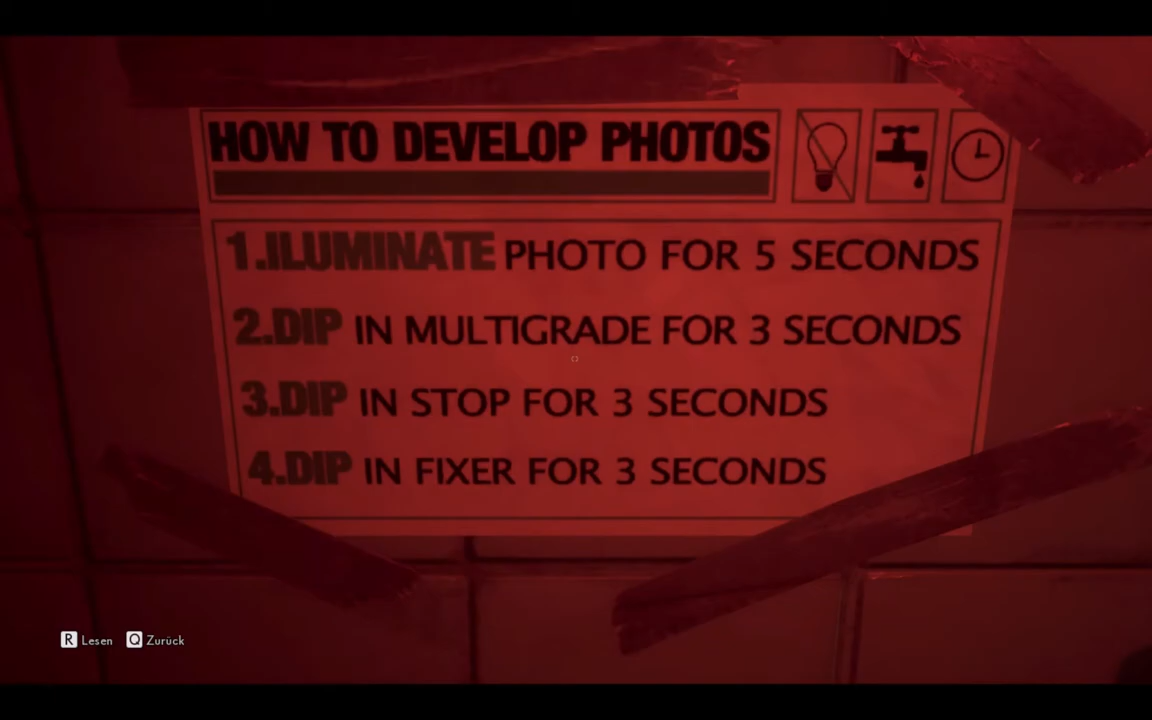 HOW TO DEVELOP PHOTOS
1.ILUMINATE PHOTO FOR 5 SECONDS
2.DIP IN MULTIGRADE FOR 3 SECONDS
3.DIP IN STOP FOR 3 SECONDS
4.DIP IN FIXER FOR 3 SECONDS
R Lesen Q Zurück